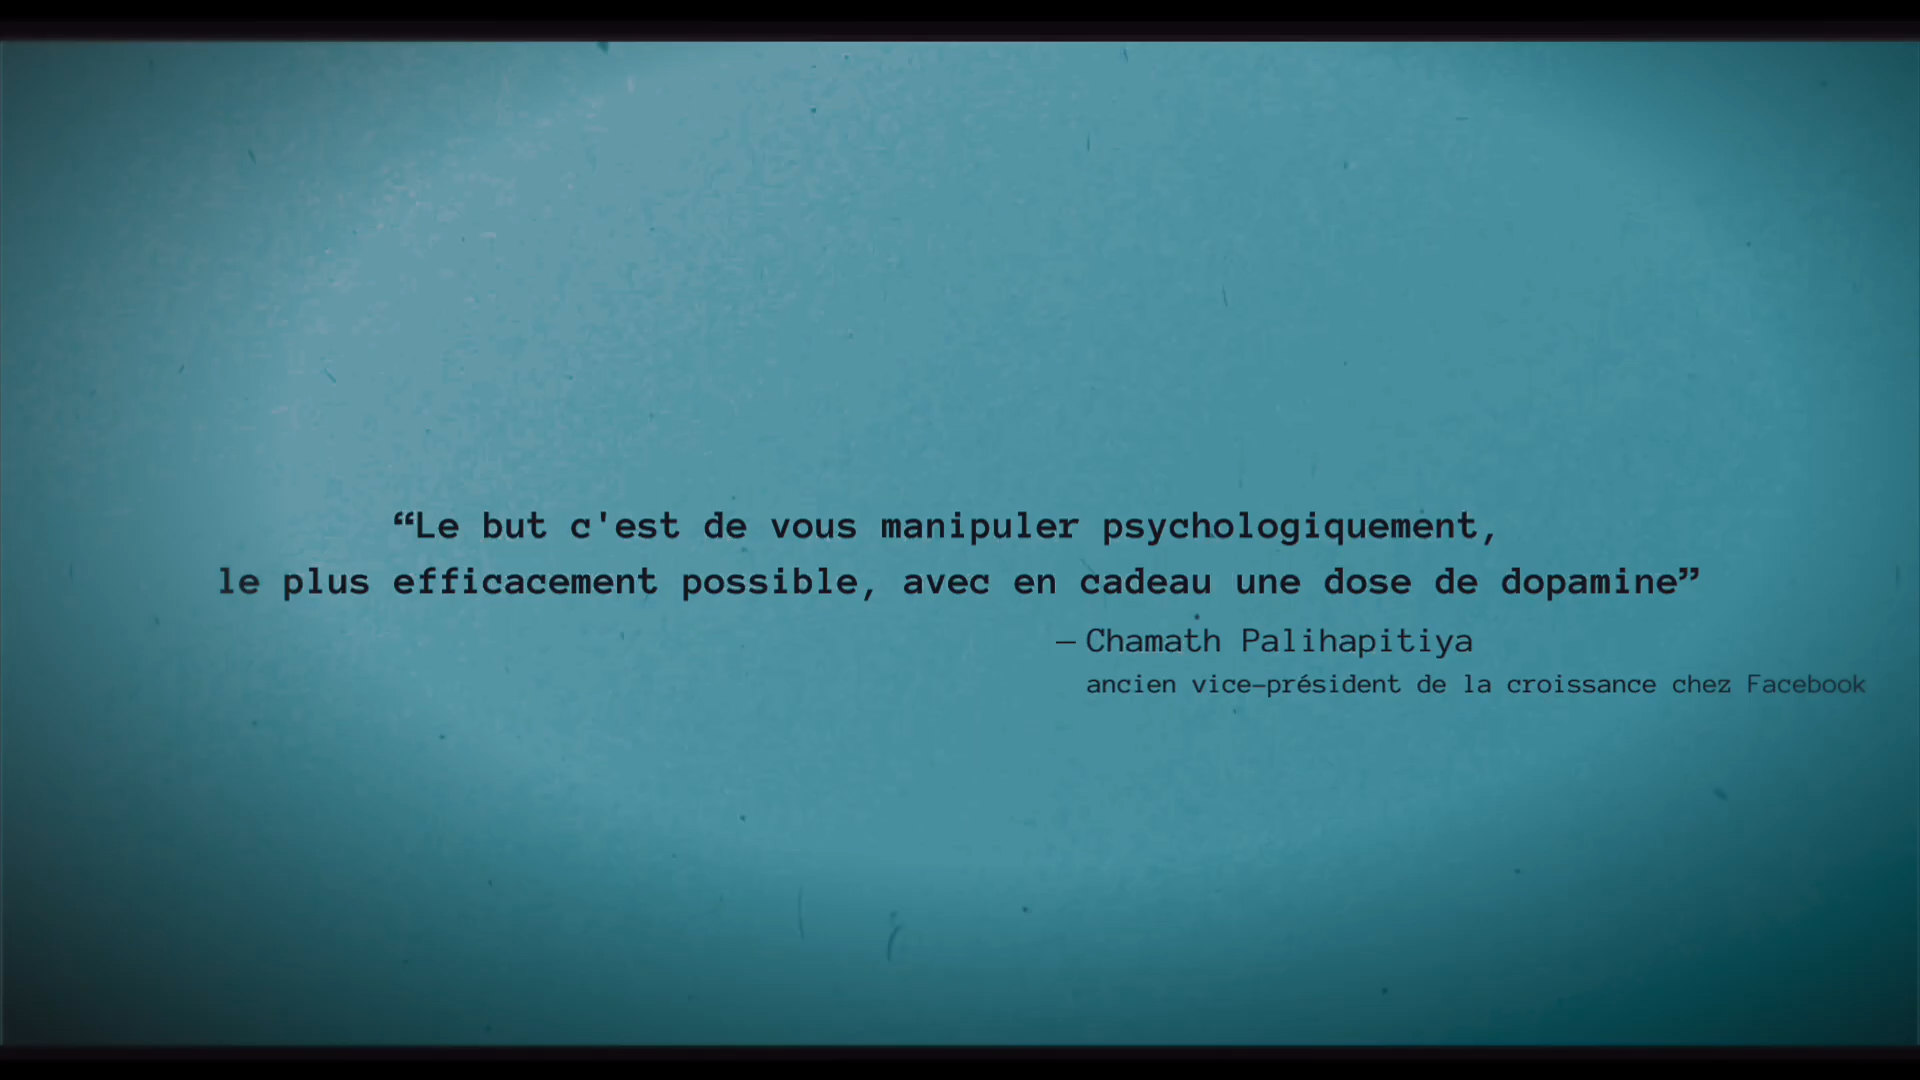 “Le but c'est de vous manipuler psychologiquement,
le plus efficacement possible, avec en cadeau une dose de dopamine”
— Chamath Palihapitiya
ancien vice-président de la croissance chez Facebook